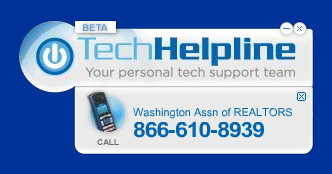 BETA
TechHelpline
Your personal tech support team
Washington Assn of REALTORS
866-610-8939
CALL